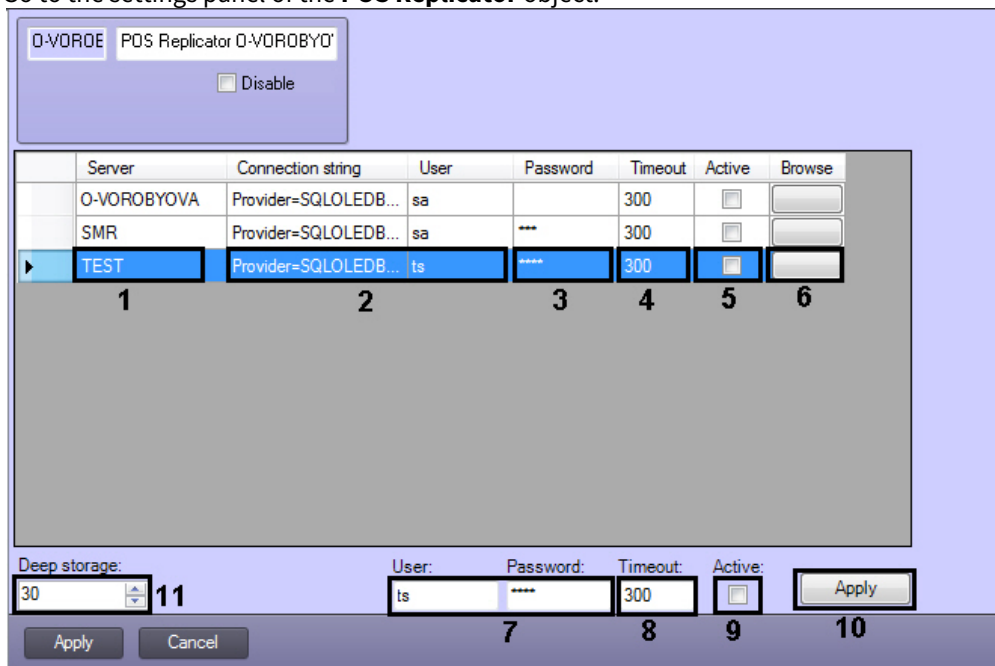 Go to the settings panel of the POS Replicator object.
O-VOROE POS Replicator O-VOROBYO'
Disable
Server Connection string User Password Timeout Active Browse
O-VOROBYOVA Provider=SQLOLEDB... sa 300
SMR Provider=SQLOLEDB... sa *** 300
TEST Provider=SQLOLEDB... ts **** 300
1 2 3 4 5 6
Deep storage: User: Password: Timeout: Active:
30 11 ts **** 300 Apply
7 8 9 10
Apply Cancel